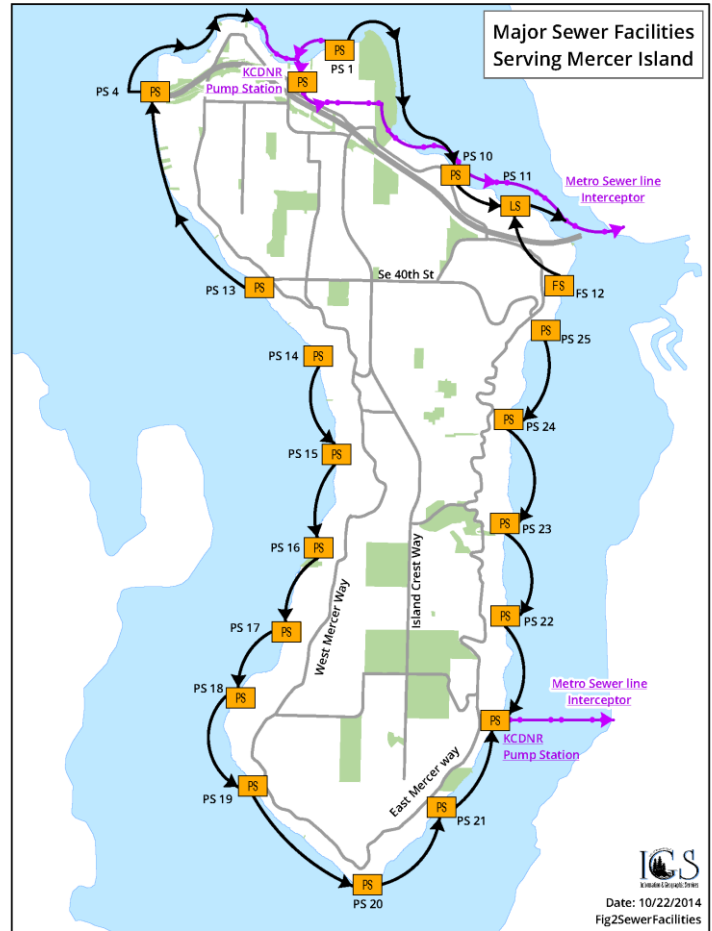 Major Sewer Facilities
Serving Mercer Island
PS
PS 1
KCDNR
Pump Station
PS
PS 4
PS
PS 10
PS
PS 11
LS
Metro Sewer line
Interceptor
Se 40th St
PS 13
PS
FS
FS 12
PS
PS 25
PS 14
PS
PS
PS 24
PS 15
PS
PS
PS 23
PS 16
PS
Island Crest Way
West Mercer Way
PS
PS 22
PS 17
PS
PS 18
PS
Metro Sewer line
Interceptor
PS
KCDNR
Pump Station
PS 19
PS
East Mercer way
PS
PS 21
PS
PS 20
IGS
Information & Geographic Services
Date: 10/22/2014
Fig2SewerFacilities